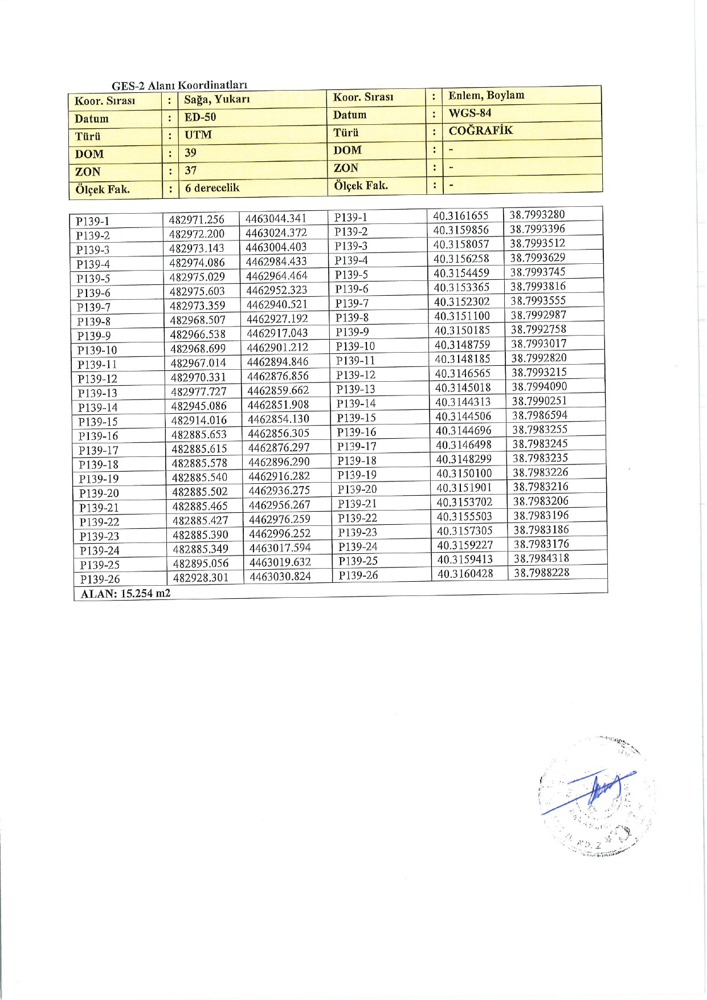 GES-2 Alanı Koordinatları
Koor. Sırası : Sağa, Yukarı Koor. Sırası : Enlem, Boylam
Datum : ED-50 Datum : WGS-84
Türü : UTM Türü : COĞRAFİK
DOM : 39 DOM : -
ZON : 37 ZON : -
Ölçek Fak. : 6 derecelik Ölçek Fak. : -
P139-1 482971.256 4463044.341 P139-1 40.3161655 38.7993280
P139-2 482972.200 4463024.372 P139-2 40.3159856 38.7993396
P139-3 482973.143 4463004.403 P139-3 40.3158057 38.7993512
P139-4 482974.086 4462984.433 P139-4 40.3156258 38.7993629
P139-5 482975.029 4462964.464 P139-5 40.3154459 38.7993745
P139-6 482975.603 4462952.323 P139-6 40.3153365 38.7993816
P139-7 482973.359 4462940.521 P139-7 40.3152302 38.7993555
P139-8 482968.507 4462927.192 P139-8 40.3151100 38.7992987
P139-9 482966.538 4462917.043 P139-9 40.3150185 38.7992758
P139-10 482968.699 4462901.212 P139-10 40.3148759 38.7993017
P139-11 482967.014 4462894.846 P139-11 40.3148185 38.7992820
P139-12 482970.331 4462876.856 P139-12 40.3146565 38.7993215
P139-13 482977.727 4462859.662 P139-13 40.3145018 38.7994090
P139-14 482945.086 4462851.908 P139-14 40.3144313 38.7990251
P139-15 482914.016 4462854.130 P139-15 40.3144506 38.7986594
P139-16 482885.653 4462856.305 P139-16 40.3144696 38.7983255
P139-17 482885.615 4462876.297 P139-17 40.3146498 38.7983245
P139-18 482885.578 4462896.290 P139-18 40.3148299 38.7983235
P139-19 482885.540 4462916.282 P139-19 40.3150100 38.7983226
P139-20 482885.502 4462936.275 P139-20 40.3151901 38.7983216
P139-21 482885.465 4462956.267 P139-21 40.3153702 38.7983206
P139-22 482885.427 4462976.259 P139-22 40.3155503 38.7983196
P139-23 482885.390 4462996.252 P139-23 40.3157305 38.7983186
P139-24 482885.349 4463017.594 P139-24 40.3159227 38.7983176
P139-25 482895.056 4463019.632 P139-25 40.3159413 38.7984318
P139-26 482928.301 4463030.824 P139-26 40.3160428 38.7988228
ALAN: 15.254 m2